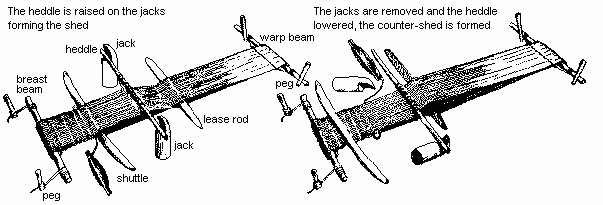 The heddle is raised on the jacks
forming the shed
jack
heddle
warp beam
breast
beam
lease rod
jack
shuttle
peg
The jacks are removed and the heddle
lowered, the counter-shed is formed
peg